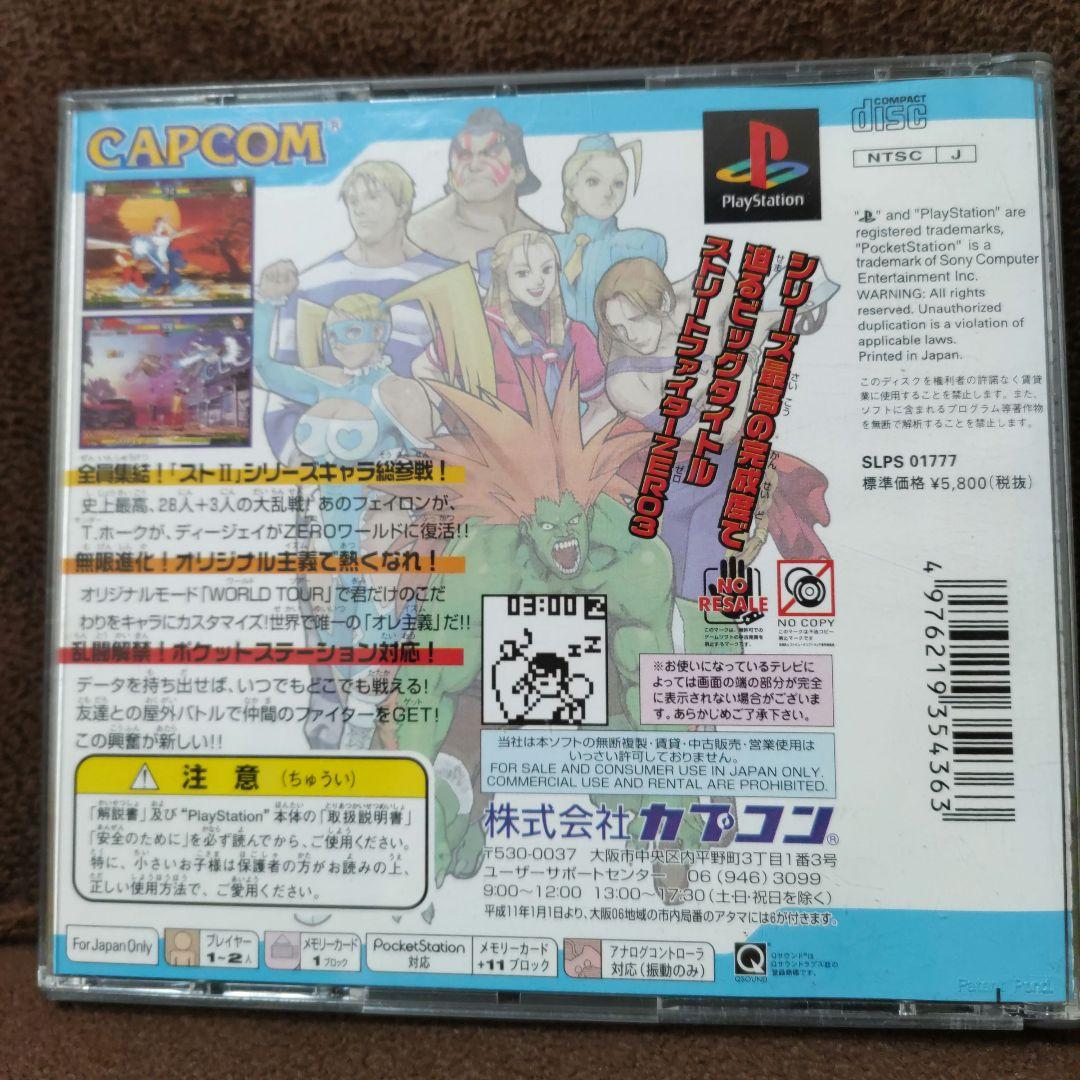 CAPCOM®
PlayStation
COMPACT
disc
NTSC J
" " and "PlayStation" are
registered trademarks,
"PocketStation" is a
trademark of Sony Computer
Entertainment Inc.
WARNING: All rights
reserved. Unauthorized
duplication is a violation of
applicable laws.
Printed in Japan.
このディスクを権利者の許諾なく賃貸
業に使用することを禁止します。また、
ソフトに含まれるプログラム等著作物
を無断で解析することを禁止します。
SLPS 01777
標準価格 ¥5,800(税抜)
シリーズ最高の完成度で
迫るビッグタイトル
ストリートファイターZERO3
全員集結!「ストⅡ」シリーズキャラ総参戦!
史上最高、28人+3人の大乱戦! あのフェイロンが、
T.ホークが、ディージェイがZEROワールドに復活!!
無限進化!オリジナル主義で熱くなれ!
オリジナルモード「WORLD TOUR」で君だけのこだ
わりをキャラにカスタマイズ!世界で唯一の「オレ主義」だ!!
乱闘解禁!ポケットステーション対応!
データを持ち出せば、いつでもどこでも戦える!
友達との屋外バトルで仲間のファイターをGET!
この興奮が新しい!!
03:00 Z
NO
RESALE
NO COPY
※お使いになっているテレビに
よっては画面の端の部分が完全
に表示されない場合がございま
す。あらかじめご了承下さい。
当社は本ソフトの無断複製・賃貸・中古販売・営業使用は
いっさい許可しておりません。
FOR SALE AND CONSUMER USE IN JAPAN ONLY.
COMMERCIAL USE AND RENTAL ARE PROHIBITED.
注意(ちゅうい)
「解説書」及び"PlayStation" 本体の「取扱説明書」
「安全のために」を必ず読んでから、ご使用ください。
特に、小さいお子様は保護者の方がお読みの上、
正しい使用方法で、ご愛用ください。
株式会社カプコン®
〒530-0037 大阪市中央区内平野町3丁目1番3号
ユーザーサポートセンター 06 (946) 3099
9:00~12:00 13:00~17:30 (土日・祝日を除く)
平成11年1月1日より、大阪06地域の市内局番のアタマには6が付きます。
4976219354363
For Japan Only
プレイヤー
1~2人
メモリーカード
1ブロック
PocketStation
対応
メモリーカード
+11ブロック
アナログコントローラ
対応(振動のみ)
QSOUND
Qサウンド®は
Qサウンドラブズ社の
登録商標です。
Patent Pend.